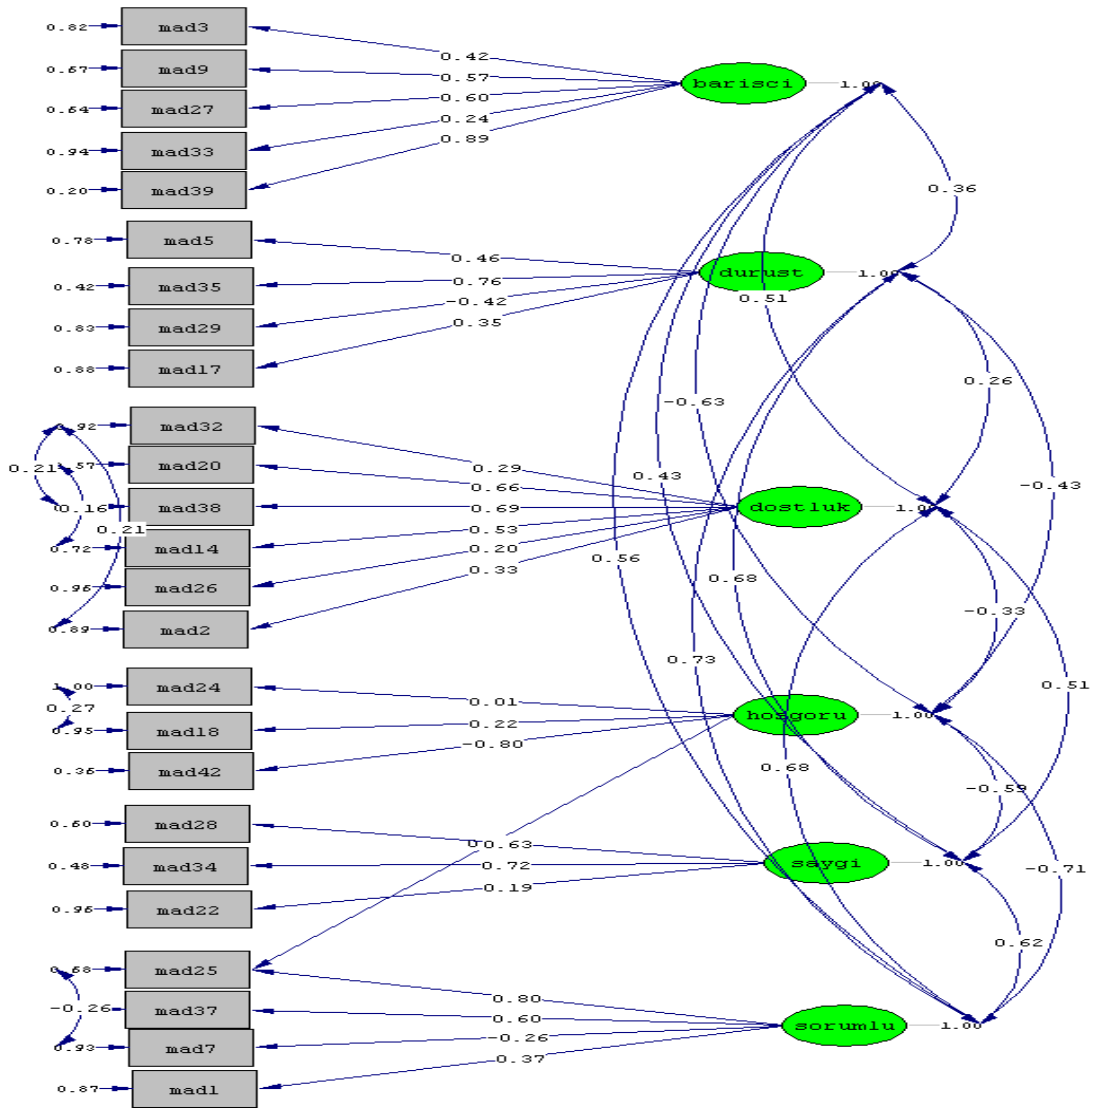 0.82 mad3
0.42
0.67 mad9
0.57
barisci 1.00
0.64 mad27
0.60
0.24
0.94 mad33
0.89
0.20 mad39
0.36
0.78 mad5
0.46
durust 1.00
0.42 mad35
0.76
-0.42
0.51
0.83 mad29
0.35
0.88 mad17
0.26
-0.63
0.92 mad32
0.29
0.21 0.57 mad20
0.43
0.66
-0.43
0.16 mad38
0.69
dostluk 1.00
0.21
0.53
0.72 mad14
0.20
0.56
0.33
0.68
0.95 mad26
-0.33
0.89 mad2
0.73
1.00 mad24
0.51
0.01
0.27
0.22
hosgoru 1.00
0.95 mad18
-0.80
0.35 mad42
0.68
-0.59
0.60 mad28
0.63
0.48 mad34
0.72
saygi 1.00
-0.71
0.19
0.95 mad22
0.62
0.68 mad25
0.80
-0.26 mad37
0.60
sorumlu 1.00
0.93 mad7
0.37
0.87 mad1